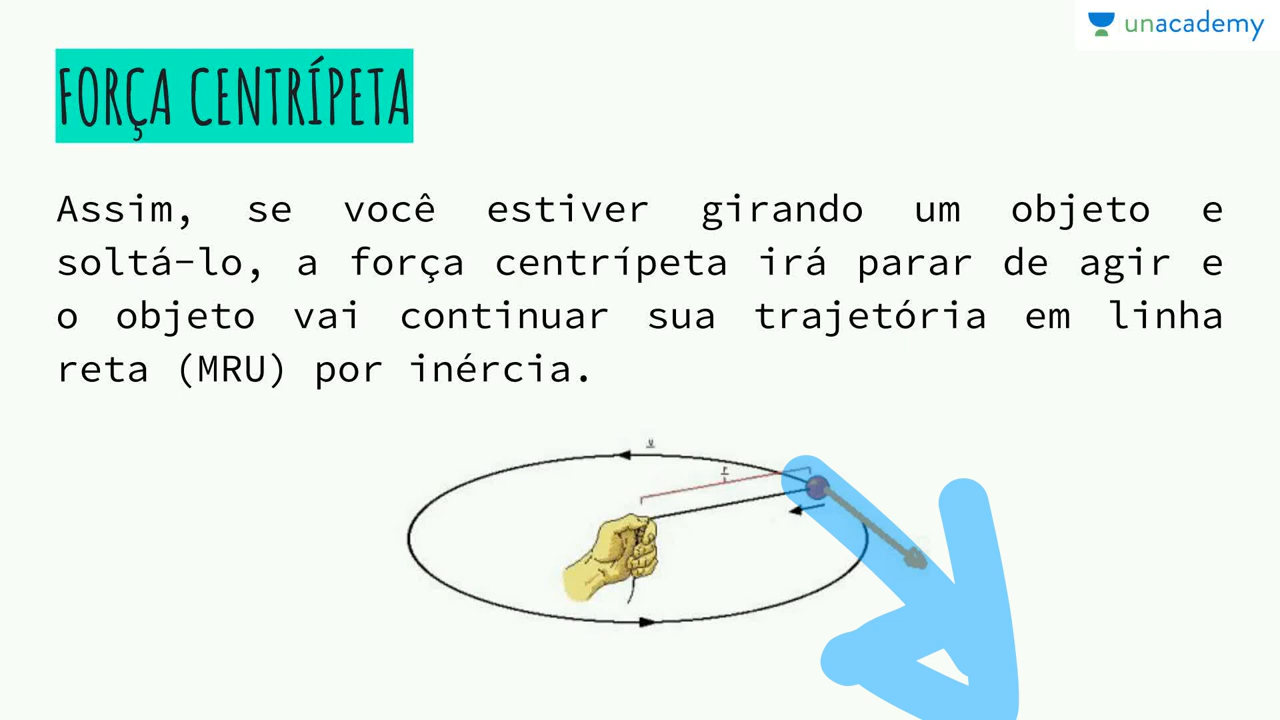 unacademy
FORÇA CENTRÍPETA
Assim, se você estiver girando um objeto e
soltá-lo, a força centrípeta irá parar de agir e
o objeto vai continuar sua trajetória em linha
reta (MRU) por inércia.
v
r